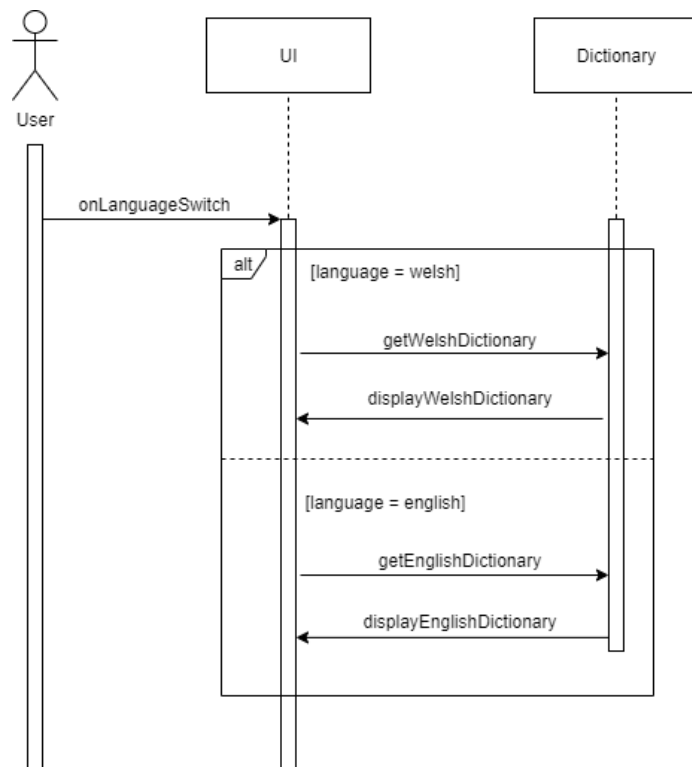 UI
Dictionary
User
onLanguageSwitch
alt
[language = welsh]
getWelshDictionary
displayWelshDictionary
[language = english]
getEnglishDictionary
displayEnglishDictionary